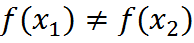 f(x₁) ≠ f(x₂)